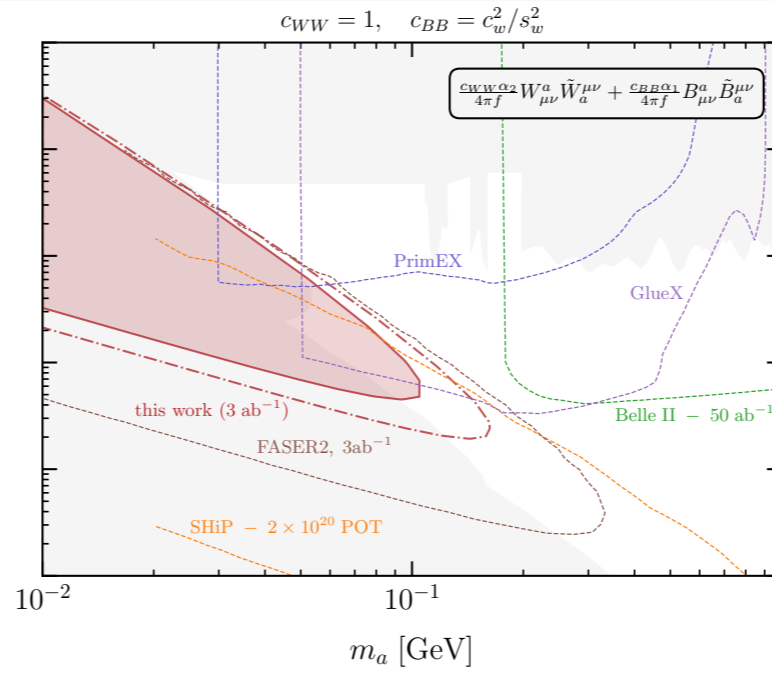 c_{WW} = 1, c_{BB} = c_w^2/s_w^2
\frac{c_{WW}\alpha_2}{4\pi f} W^a_{\mu\nu} \tilde{W}^{\mu\nu}_a + \frac{c_{BB}\alpha_1}{4\pi f} B^a_{\mu\nu} \tilde{B}^{\mu\nu}_a
PrimEX
GlueX
this work (3 ab⁻¹)
Belle II − 50 ab⁻¹
FASER2, 3ab⁻¹
SHiP − 2 × 10²⁰ POT
10⁻² 10⁻¹
m_a [GeV]